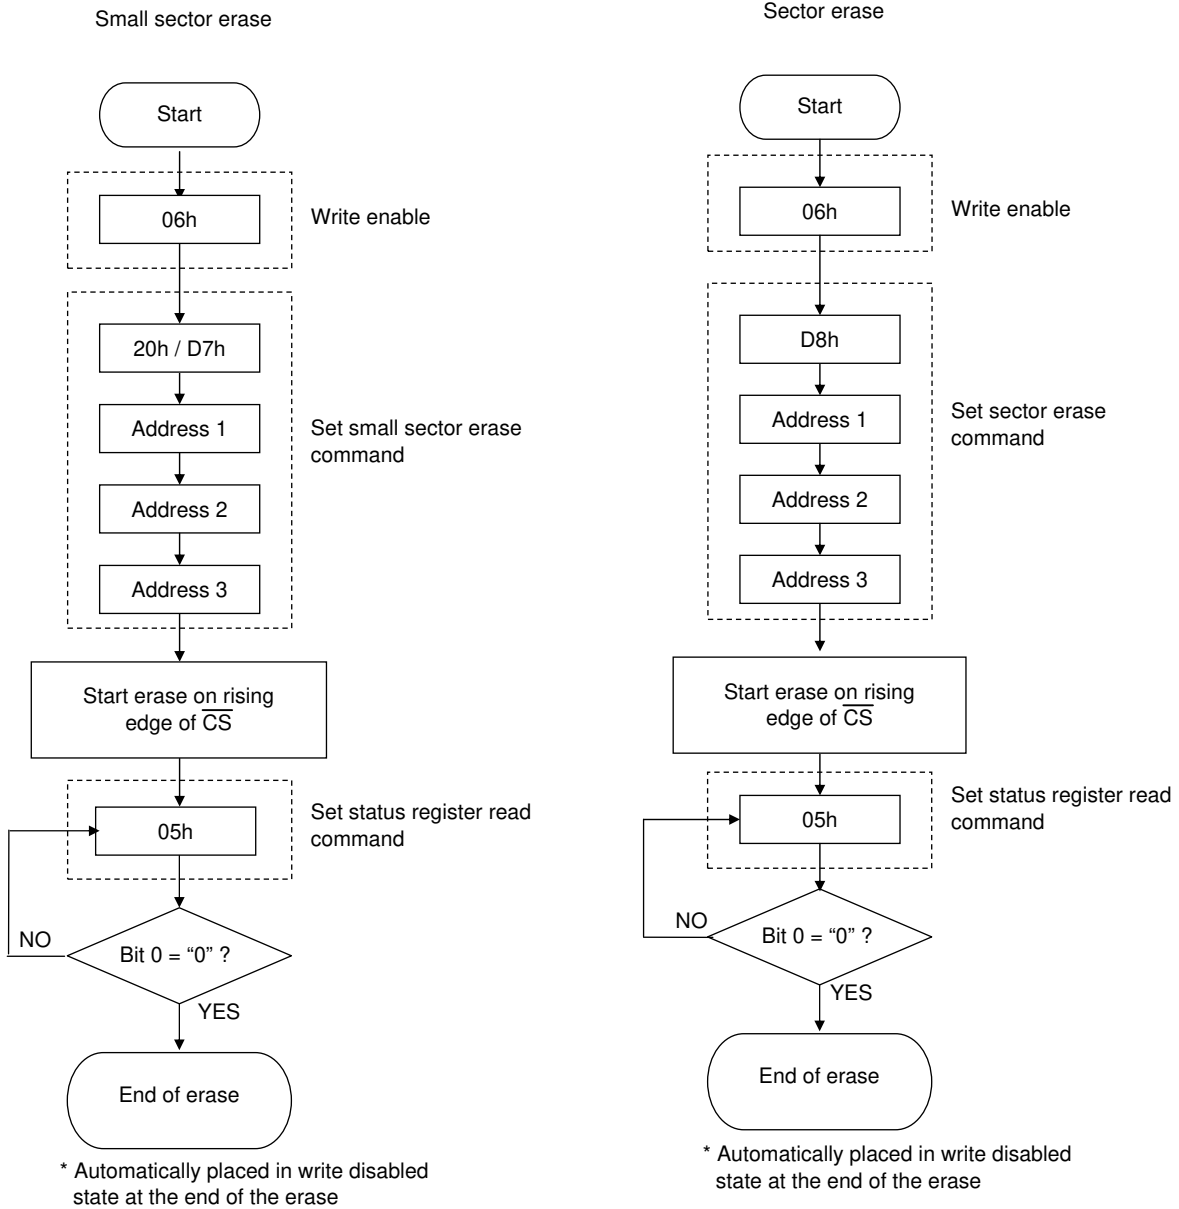 Small sector erase
Start
06h
Write enable
20h / D7h
Address 1
Set small sector erase
command
Address 2
Address 3
Start erase on rising
edge of C̅S̅
05h
Set status register read
command
NO
Bit 0 = “0” ?
YES
End of erase
* Automatically placed in write disabled
state at the end of the erase
Sector erase
Start
06h
Write enable
D8h
Address 1
Set sector erase
command
Address 2
Address 3
Start erase on rising
edge of C̅S̅
05h
Set status register read
command
NO
Bit 0 = “0” ?
YES
End of erase
* Automatically placed in write disabled
state at the end of the erase